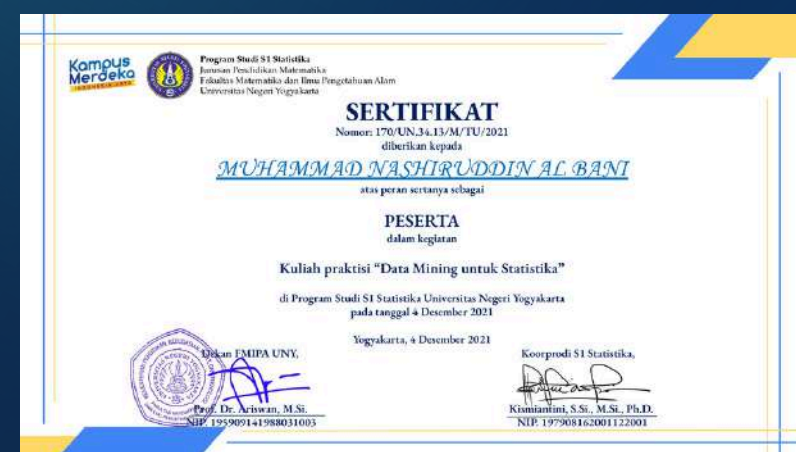 Kampus
Merdeka
INDONESIA JAYA
Program Studi S1 Statistika
Jurusan Pendidikan Matematika
Fakultas Matematika dan Ilmu Pengetahuan Alam
Universitas Negeri Yogyakarta
SERTIFIKAT
Nomor: 170/UN.34.13/M/TU/2021
diberikan kepada
MUHAMMAD NASHIRUDDIN AL BANI
atas peran sertanya sebagai
PESERTA
dalam kegiatan
Kuliah praktisi “Data Mining untuk Statistika”
di Program Studi S1 Statistika Universitas Negeri Yogyakarta
pada tanggal 4 Desember 2021
Yogyakarta, 4 Desember 2021
Dekan FMIPA UNY,
Koorprodi S1 Statistika,
Prof. Dr. Ariswan, M.Si.
Kismiantini, S.Si., M.Si., Ph.D.
NIP. 195909141988031003
NIP. 197908162001122001